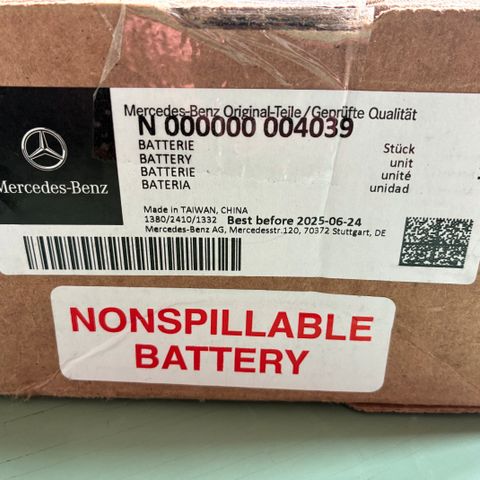 Mercedes-Benz Original-Teile/Geprüfte Qualität
N 000000 004039
BATTERIE
BATTERY
BATTERIE
BATERIA
Stück
unit
unité
unidad
Mercedes-Benz
Made in TAIWAN, CHINA
1380/2410/1332 Best before 2025-06-24
Mercedes-Benz AG, Mercedesstr.120, 70372 Stuttgart, DE
NONSPILLABLE
BATTERY